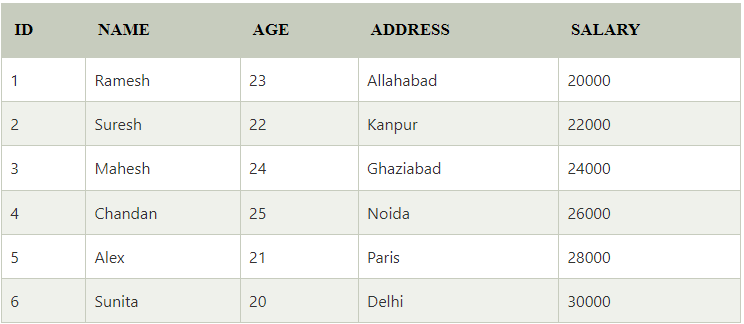 ID NAME AGE ADDRESS SALARY
1 Ramesh 23 Allahabad 20000
2 Suresh 22 Kanpur 22000
3 Mahesh 24 Ghaziabad 24000
4 Chandan 25 Noida 26000
5 Alex 21 Paris 28000
6 Sunita 20 Delhi 30000